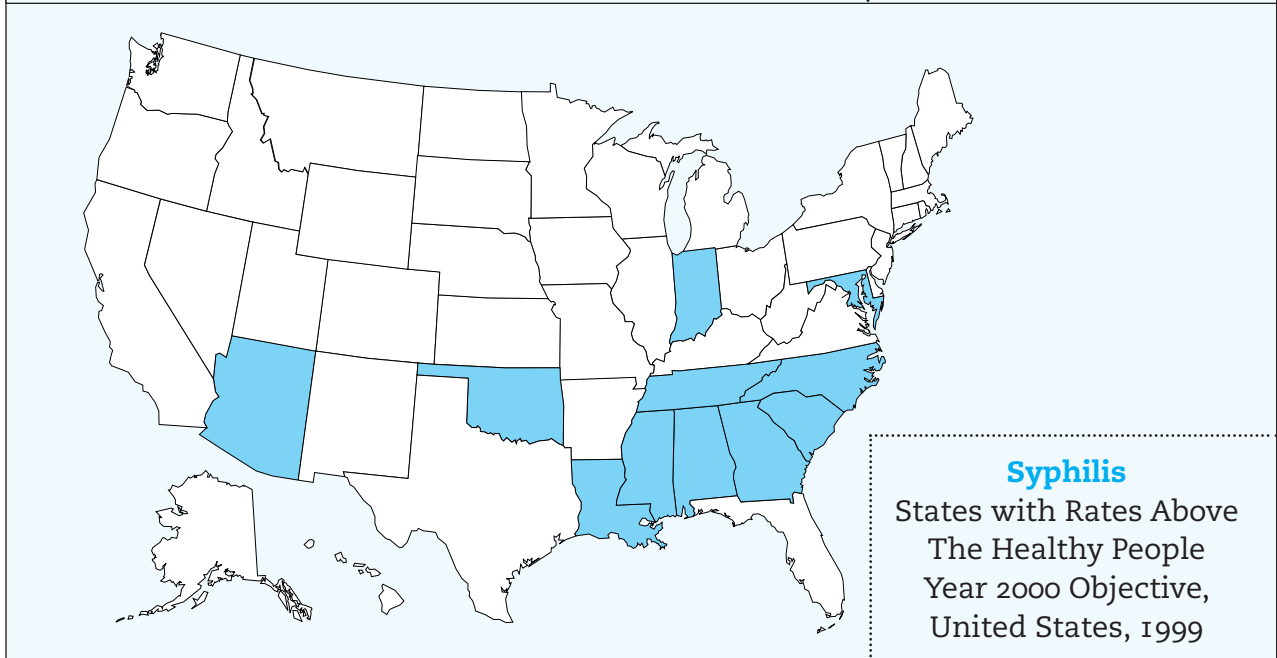 Syphilis
States with Rates Above
The Healthy People
Year 2000 Objective,
United States, 1999